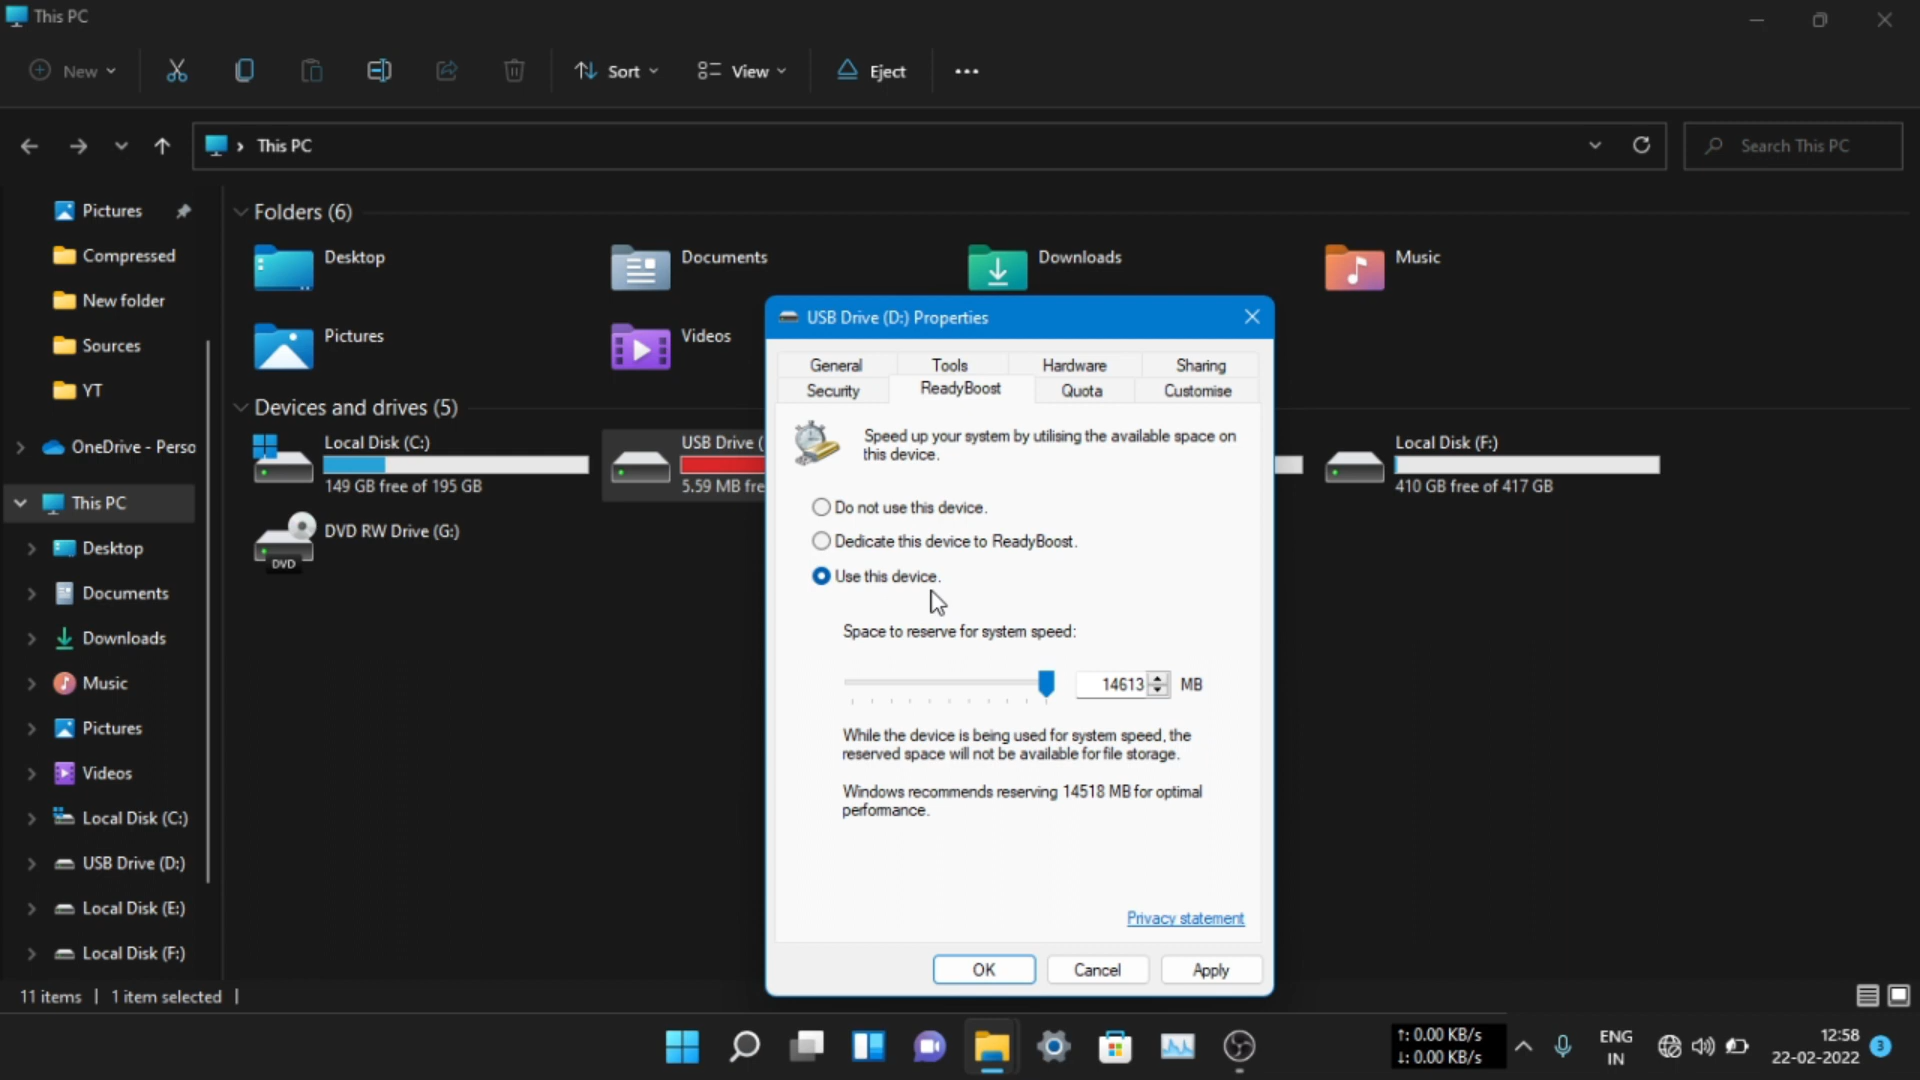 This PC
New
Sort
View
Eject
This PC
Search This PC
Pictures
Compressed
New folder
Sources
YT
OneDrive - Perso
This PC
Desktop
Documents
Downloads
Music
Pictures
Videos
Local Disk (C:)
USB Drive (D:)
Local Disk (E:)
Local Disk (F:)
Folders (6)
Desktop
Documents
Downloads
Music
Pictures
Videos
Devices and drives (5)
Local Disk (C:)
149 GB free of 195 GB
USB Drive (
5.59 MB fre
Local Disk (F:)
410 GB free of 417 GB
DVD RW Drive (G:)
DVD
USB Drive (D:) Properties
General
Tools
Hardware
Sharing
Security
ReadyBoost
Quota
Customise
Speed up your system by utilising the available space on
this device.
Do not use this device.
Dedicate this device to ReadyBoost.
Use this device.
Space to reserve for system speed:
14613 MB
While the device is being used for system speed, the
reserved space will not be available for file storage.
Windows recommends reserving 14518 MB for optimal
performance.
Privacy statement
OK
Cancel
Apply
11 items
1 item selected
↑: 0.00 KB/s
↓: 0.00 KB/s
ENG
IN
12:58
22-02-2022
3